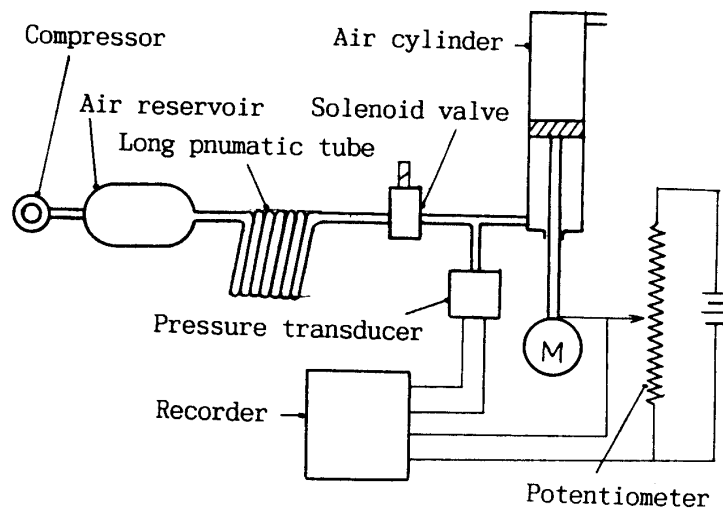 Compressor
Air cylinder
Air reservoir
Solenoid valve
Long pnumatic tube
Pressure transducer
M
Recorder
Potentiometer